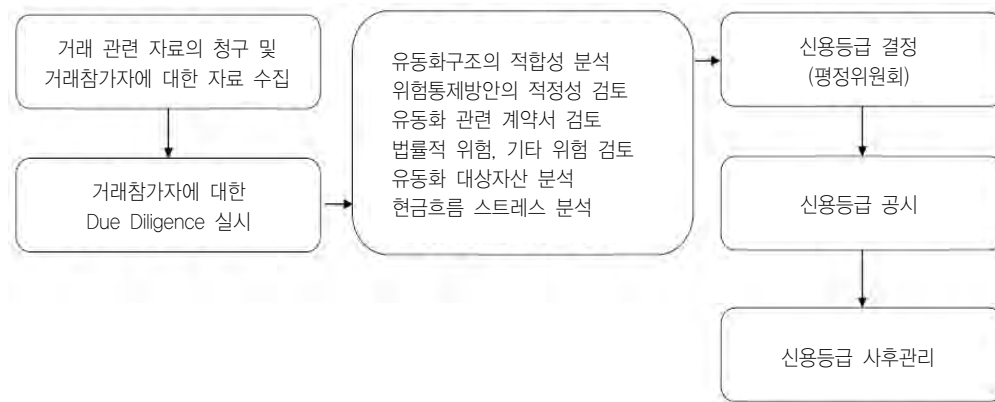 거래 관련 자료의 청구 및
거래참가자에 대한 자료 수집
거래참가자에 대한
Due Diligence 실시
유동화구조의 적합성 분석
위험통제방안의 적정성 검토
유동화 관련 계약서 검토
법률적 위험, 기타 위험 검토
유동화 대상자산 분석
현금흐름 스트레스 분석
신용등급 결정
(평정위원회)
신용등급 공시
신용등급 사후관리